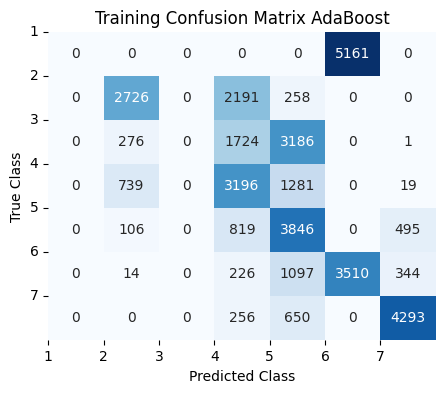 Training Confusion Matrix AdaBoost
1
0 0 0 0 0 5161 0
2
0 2726 0 2191 258 0 0
3
0 276 0 1724 3186 0 1
4
0 739 0 3196 1281 0 19
5
0 106 0 819 3846 0 495
6
0 14 0 226 1097 3510 344
7
0 0 0 256 650 0 4293
1 2 3 4 5 6 7
True Class
Predicted Class